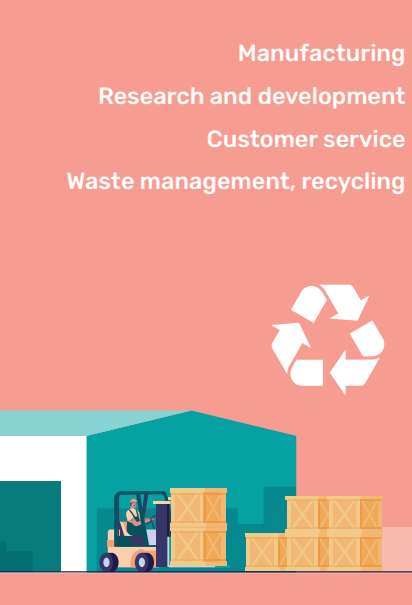 Manufacturing
Research and development
Customer service
Waste management, recycling